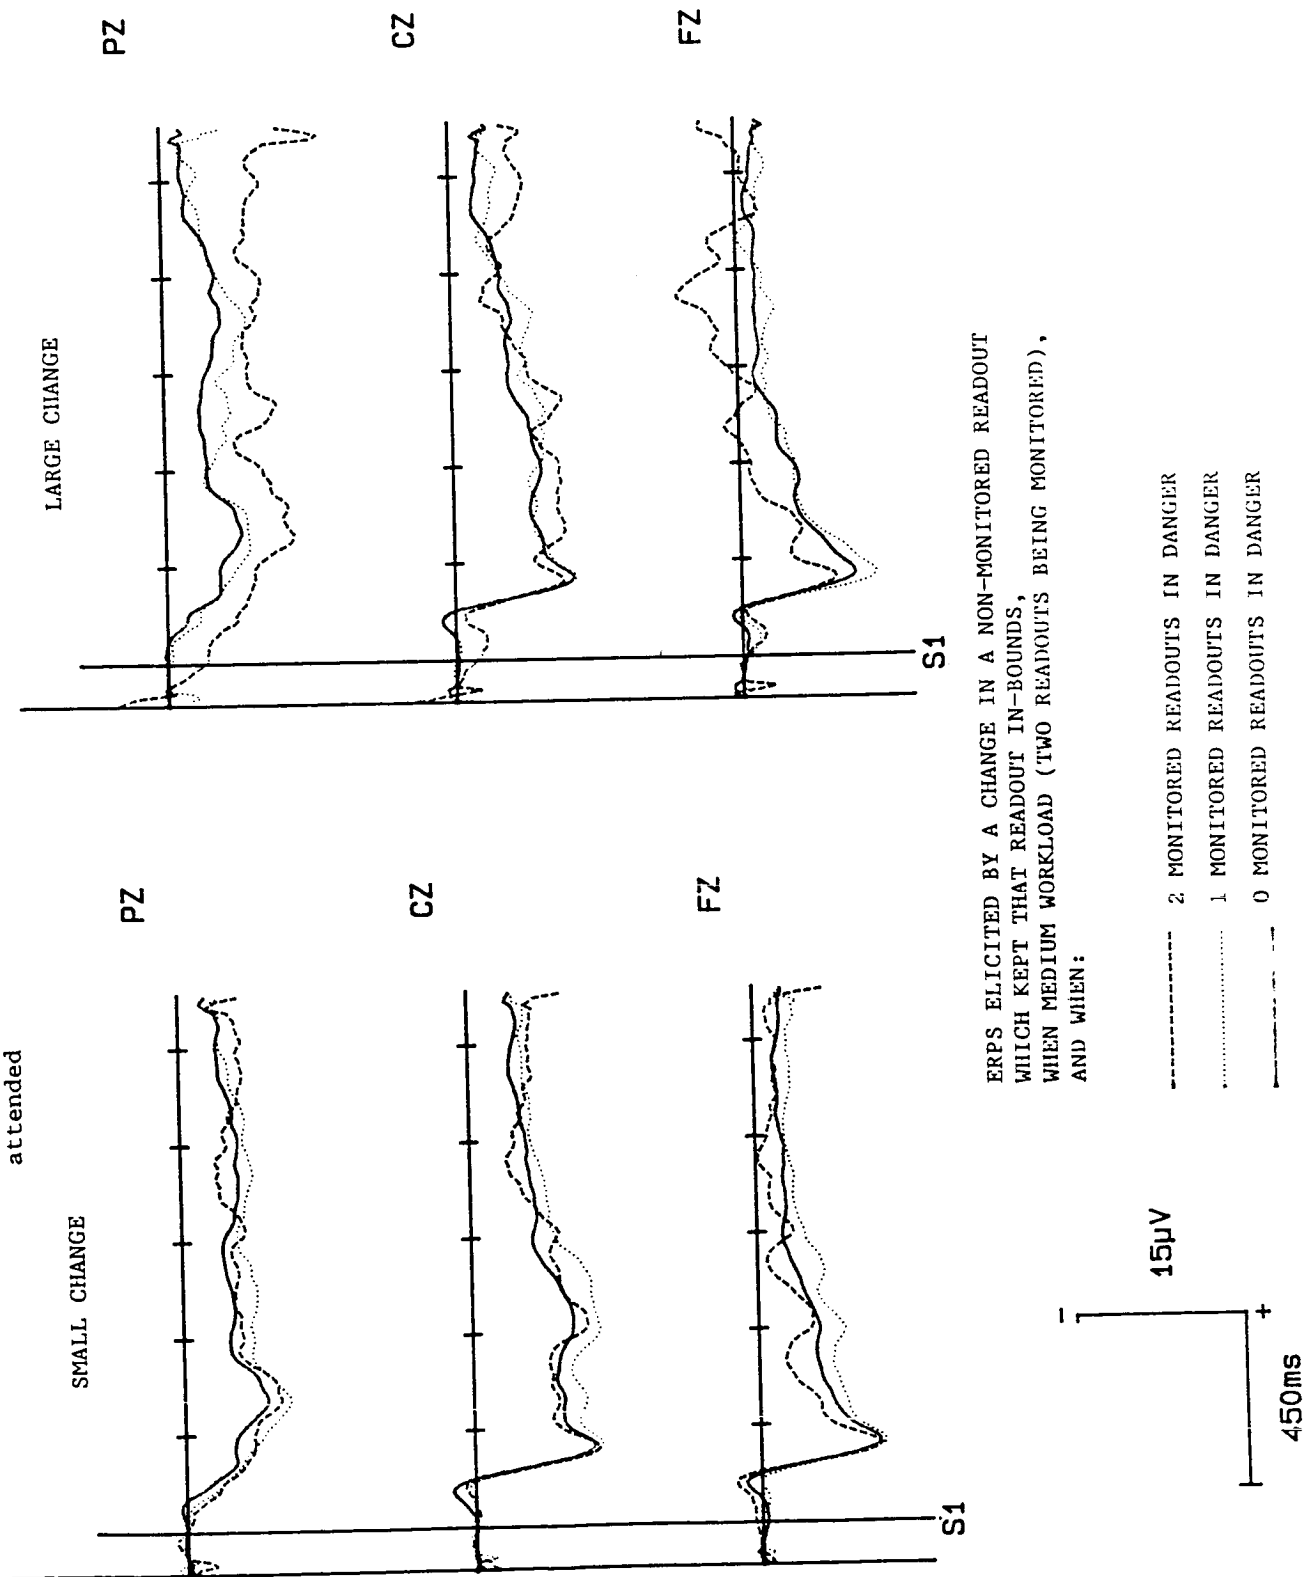 attended
SMALL CHANGE
LARGE CHANGE
PZ
PZ
CZ
CZ
FZ
FZ
S1
S1
ERPS ELICITED BY A CHANGE IN A NON-MONITORED READOUT
WHICH KEPT THAT READOUT IN-BOUNDS,
WHEN MEDIUM WORKLOAD (TWO READOUTS BEING MONITORED),
AND WHEN:
2 MONITORED READOUTS IN DANGER
1 MONITORED READOUTS IN DANGER
0 MONITORED READOUTS IN DANGER
-
15µV
+
450ms